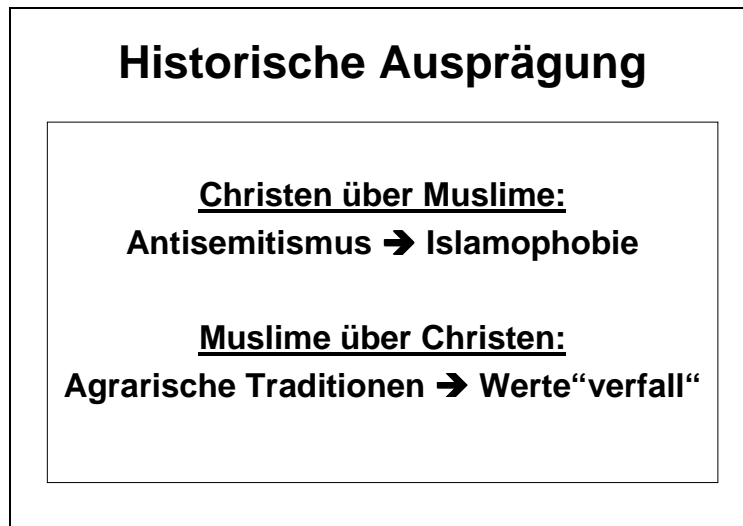 Historische Ausprägung
Christen über Muslime:
Antisemitismus ➔ Islamophobie
Muslime über Christen:
Agrarische Traditionen ➔ Werte“verfall“